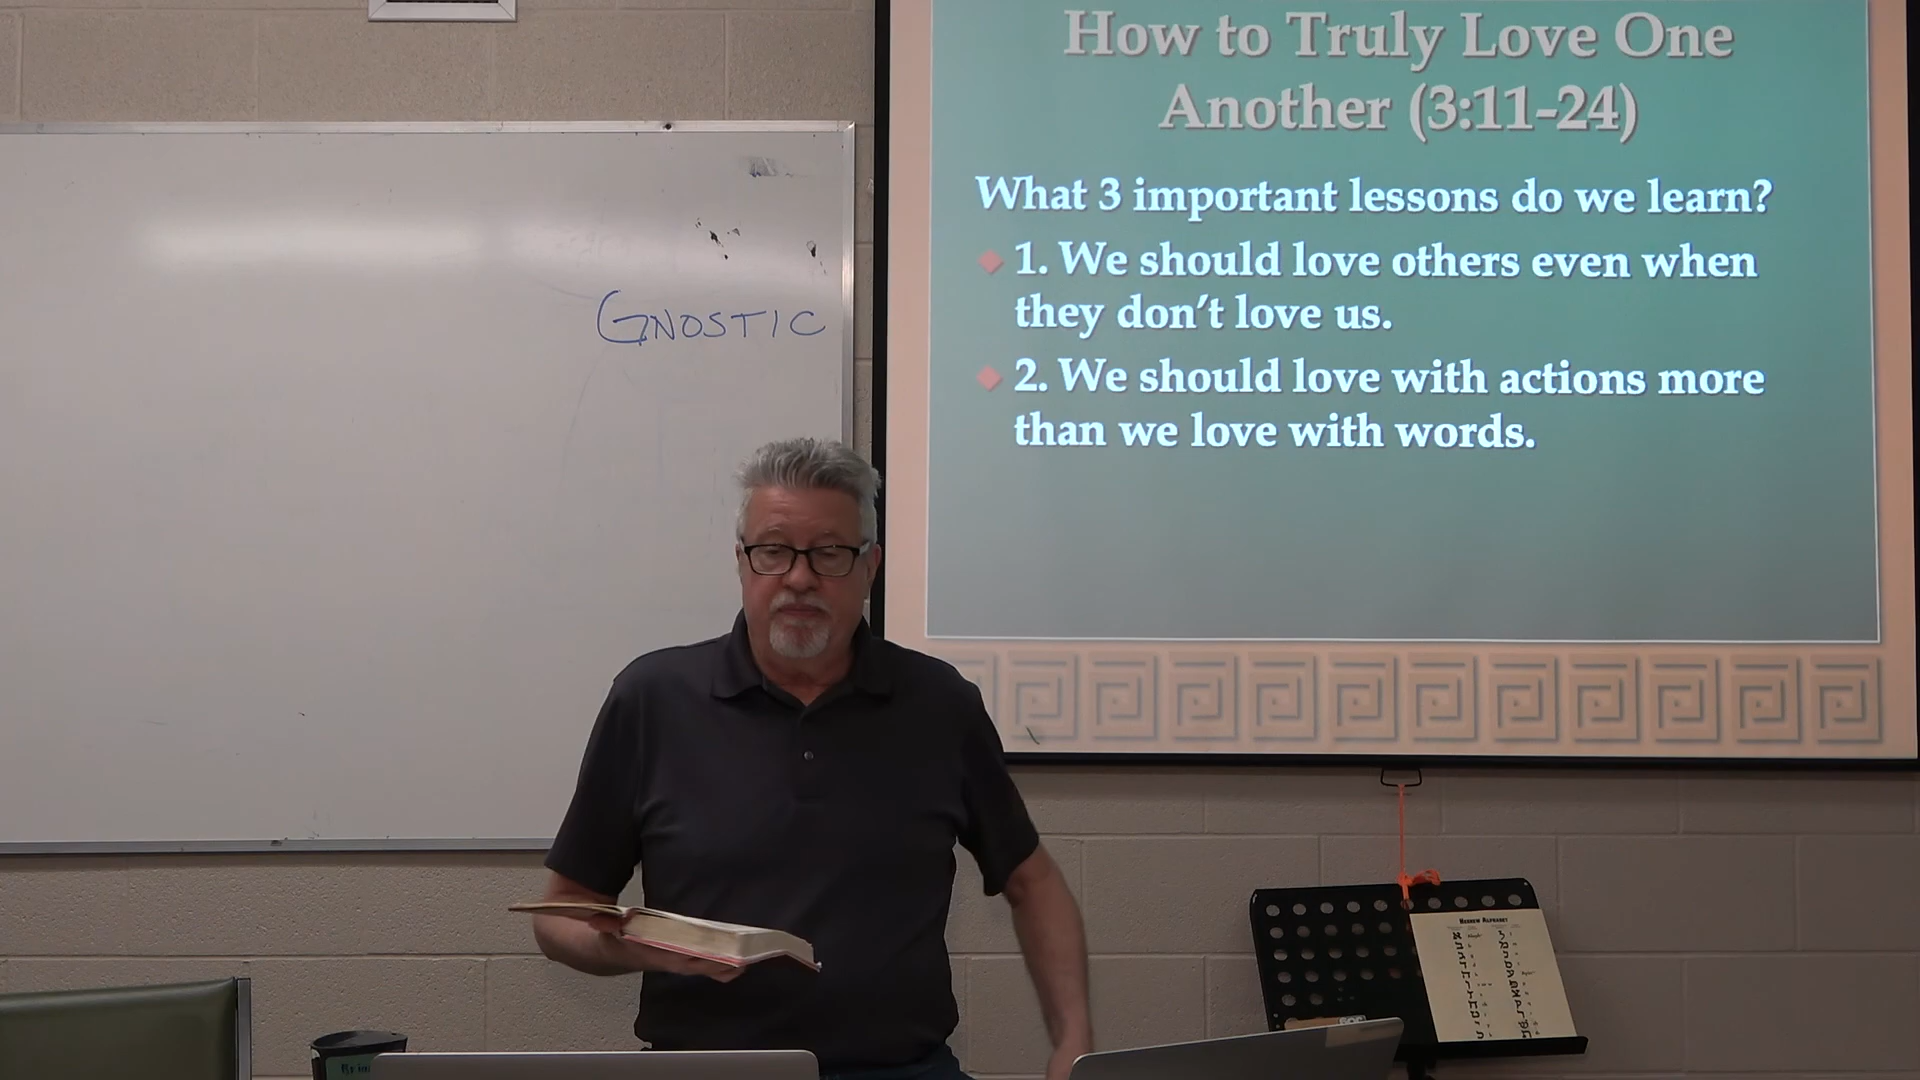 GNOSTIC
How to Truly Love One
Another (3:11-24)
What 3 important lessons do we learn?
1. We should love others even when
they don't love us.
2. We should love with actions more
than we love with words.
HEBREW ALPHABET